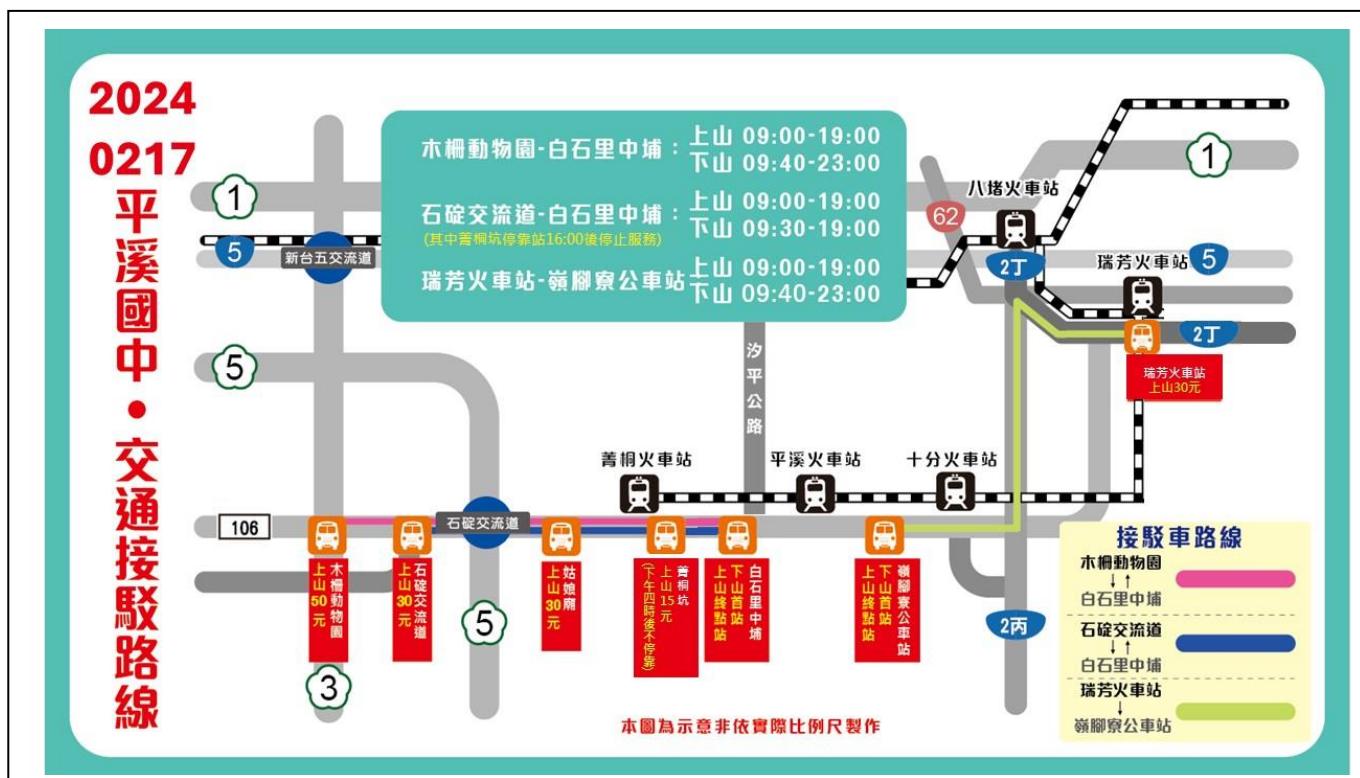 2024
0217
平溪國中・交通接駁路線
木柵動物園-白石里中埔：上山 09:00-19:00
下山 09:40-23:00
石碇交流道-白石里中埔：上山 09:00-19:00
下山 09:30-19:00
(其中菁桐坑停靠站16:00後停止服務)
瑞芳火車站-嶺腳寮公車站 上山 09:00-19:00
下山 09:40-23:00
1
5
新台五交流道
5
62
八堵火車站
1
2丁
瑞芳火車站
5
2丁
瑞芳火車站
上山30元
汐平公路
菁桐火車站
平溪火車站
十分火車站
106
石碇交流道
木柵動物園
上山50元
石碇交流道
上山30元
姑娘廟
上山30元
菁桐坑
上山15元
(下午四時後不停靠)
白石里中埔
下山首站
上山終點站
嶺腳寮公車站
下山首站
上山終點站
3
5
2丙
接駁車路線
木柵動物園
↓↑
白石里中埔
石碇交流道
↓↑
白石里中埔
瑞芳火車站
↓
嶺腳寮公車站
本圖為示意非依實際比例尺製作